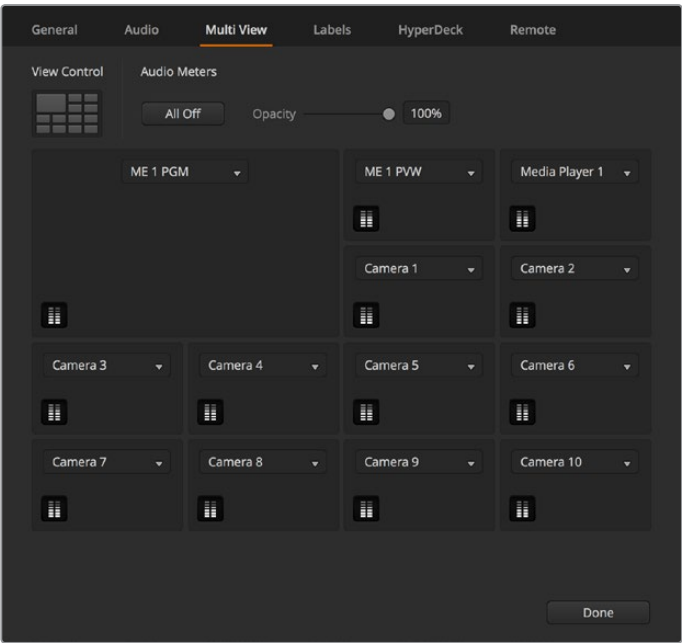 General Audio Multi View Labels HyperDeck Remote
View Control Audio Meters
All Off Opacity 100%
ME 1 PGM ME 1 PVW Media Player 1
Camera 1 Camera 2
Camera 3 Camera 4 Camera 5 Camera 6
Camera 7 Camera 8 Camera 9 Camera 10
Done